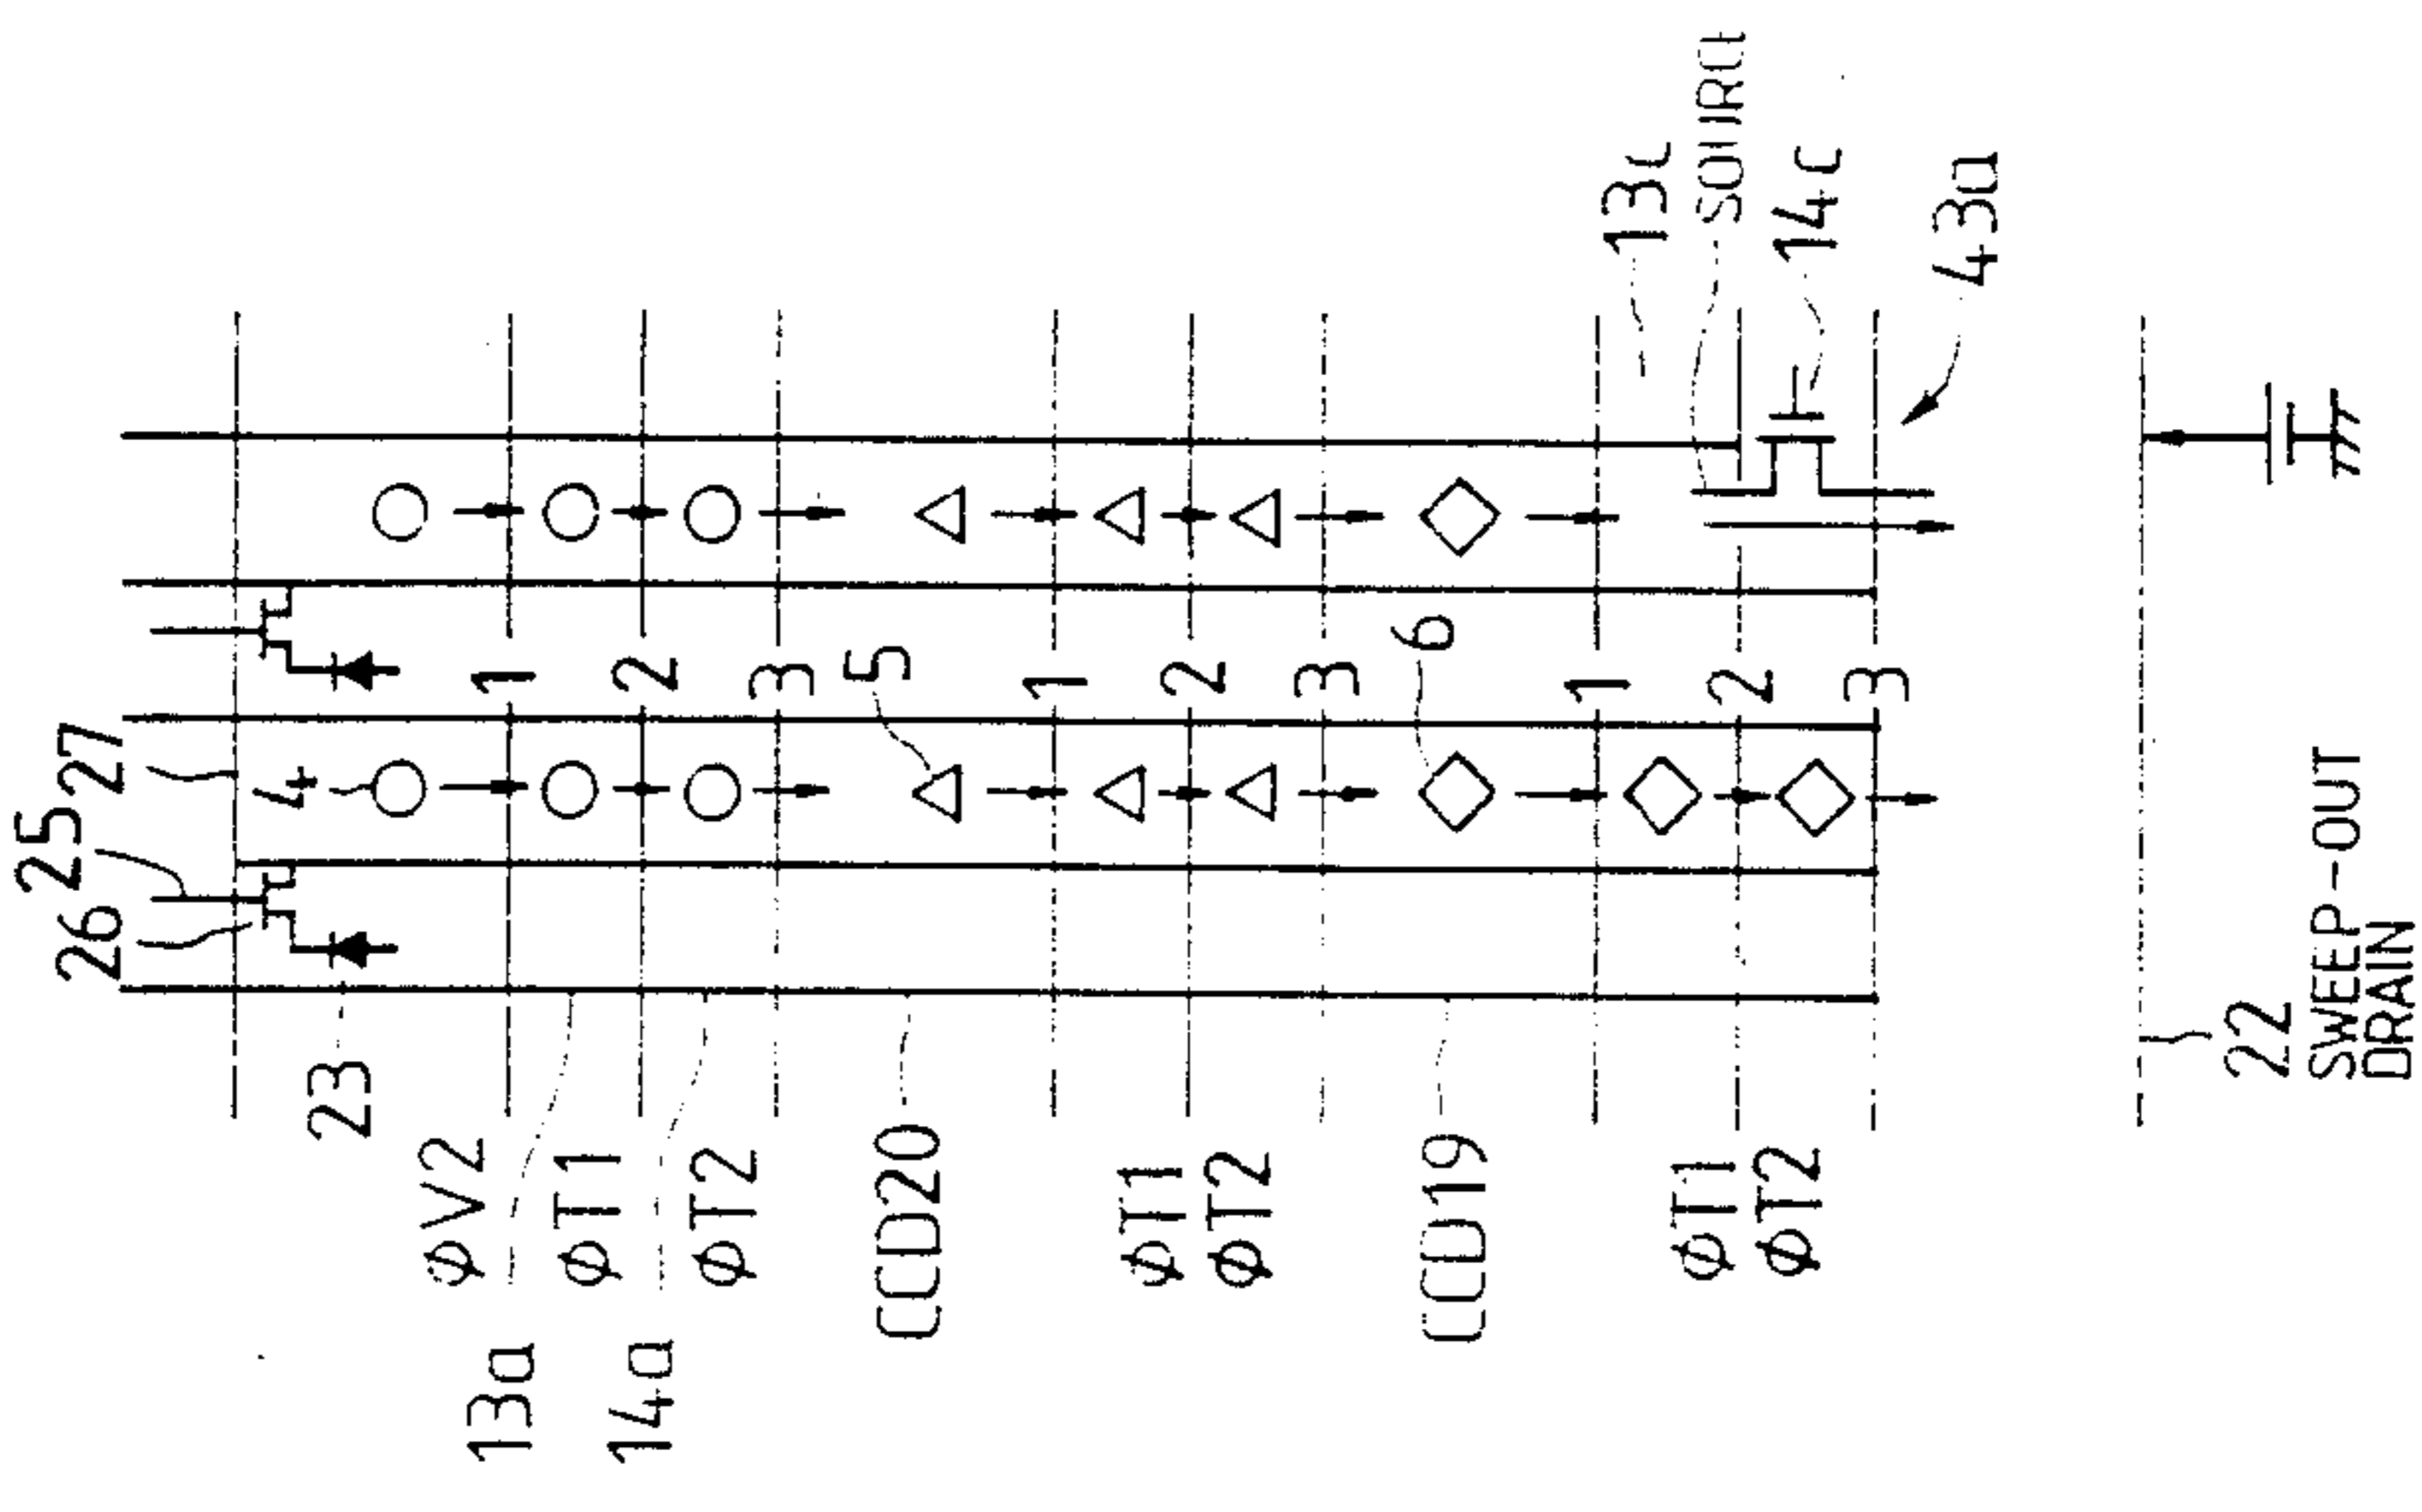 25
27
26
4
23
φV2
13a
φT1
14a
φT2
1
2
3
5
CCD20
φT1
φT2
1
2
3
6
CCD19
φT1
φT2
1
2
3
13c
SOURCE
14c
43a
22
SWEEP-OUT
DRAIN